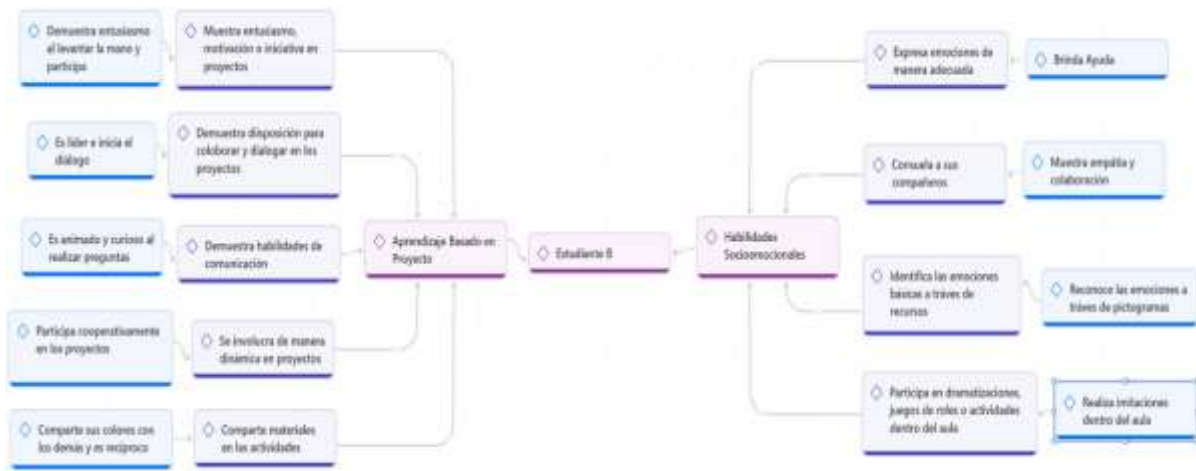 Demuestra entusiasmo
al levantar la mano y
participa
Muestra entusiasmo,
motivación o iniciativa en
proyectos
Es líder e inicia el
diálogo
Demuestra disposición para
colaborar y dialogar en los
proyectos
Es animado y curioso al
realizar preguntas
Demuestra habilidades de
comunicación
Participa cooperativamente
en los proyectos
Se involucra de manera
dinámica en proyectos
Comparte sus colores con
los demás y es recíproco
Comparte materiales
en las actividades
Aprendizaje Basado en
Proyecto
Estudiante B
Habilidades
Socioemocionales
Expresa emociones de
manera adecuada
Brinda Ayuda
Consuela a sus
compañeros
Muestra empátia y
colaboración
Identifica las emociones
básicas a tráves de
recursos
Reconoce las emociones a
tráves de pictogramas
Participa en dramatizaciones,
juegos de roles o actividades
dentro del aula
Realiza imitaciones
dentro del aula